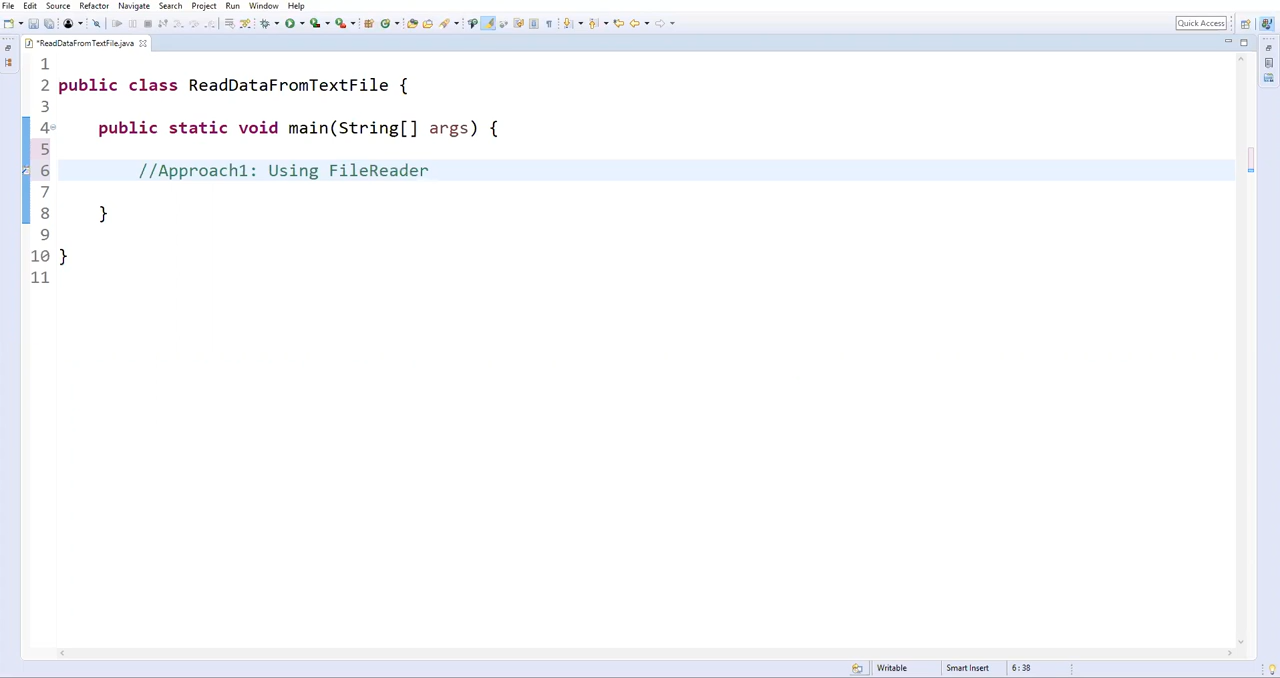 File Edit Source Refactor Navigate Search Project Run Window Help
Quick Access
*ReadDataFromTextFile.java
1
2 public class ReadDataFromTextFile {
3
4 public static void main(String[] args) {
5
6 //Approach1: Using FileReader
7
8 }
9
10 }
11
Writable Smart Insert 6 : 38